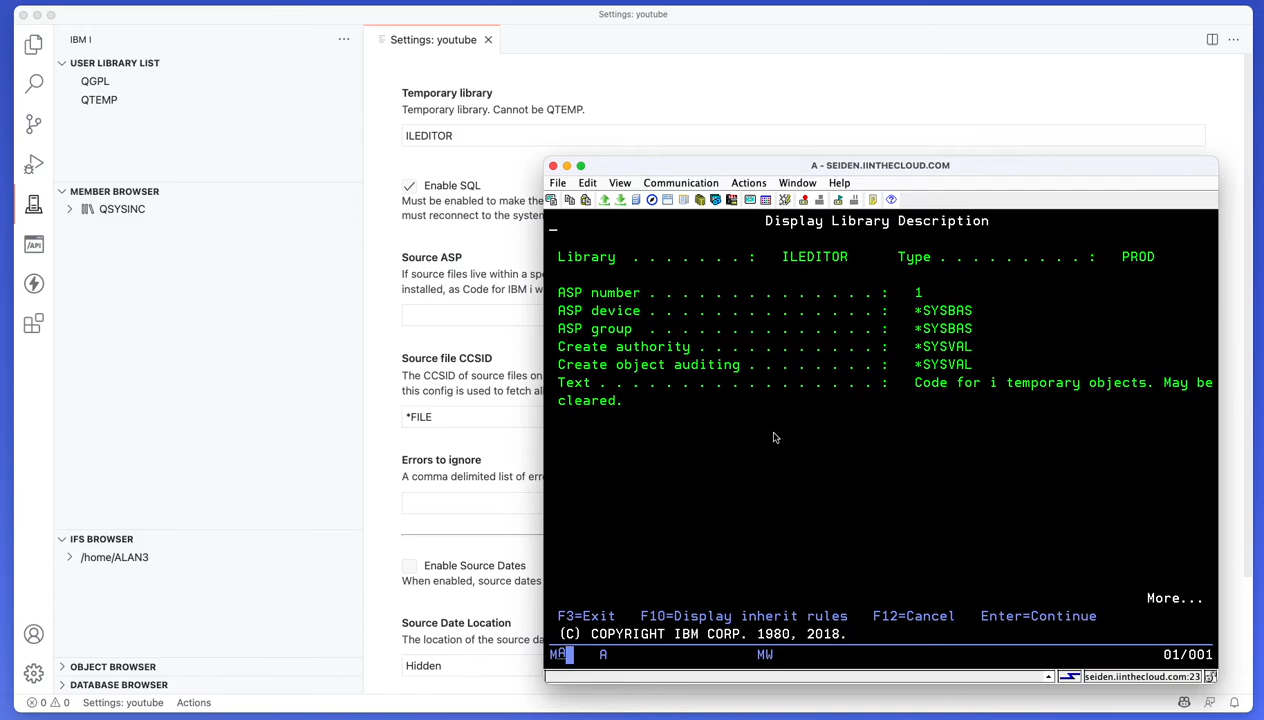 Settings: youtube
IBM I
USER LIBRARY LIST
QGPL
QTEMP
MEMBER BROWSER
QSYSINC
IFS BROWSER
/home/ALAN3
OBJECT BROWSER
DATABASE BROWSER
/API
Settings: youtube
Temporary library
Temporary library. Cannot be QTEMP.
ILEDITOR
Enable SQL
Must be enabled to make the
must reconnect to the system
Source ASP
If source files live within a spe
installed, as Code for IBM i w
Source file CCSID
The CCSID of source files on
this config is used to fetch all
*FILE
Errors to ignore
A comma delimited list of erro
Enable Source Dates
When enabled, source dates
Source Date Location
The location of the source da
Hidden
A - SEIDEN.IINTHECLOUD.COM
File Edit View Communication Actions Window Help
Display Library Description
Library . . . . . . . : ILEDITOR Type . . . . . . . . . . : PROD
ASP number . . . . . . . . . . . . . . : 1
ASP device . . . . . . . . . . . . . . : *SYSBAS
ASP group . . . . . . . . . . . . . . : *SYSBAS
Create authority . . . . . . . . . . . : *SYSVAL
Create object auditing . . . . . . . . : *SYSVAL
Text . . . . . . . . . . . . . . . . . : Code for i temporary objects. May be
cleared.
More...
F3=Exit F10=Display inherit rules F12=Cancel Enter=Continue
(C) COPYRIGHT IBM CORP. 1980, 2018.
MA A MW 01/001
seiden.iinthecloud.com:23
0 0 Settings: youtube Actions